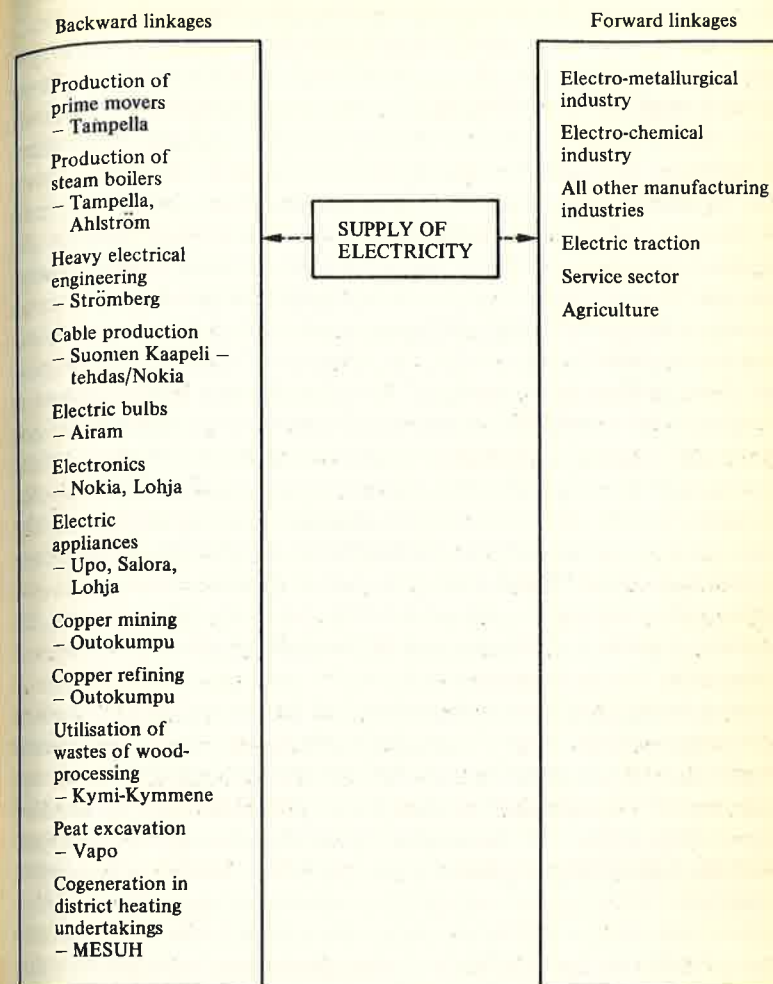 Backward linkages
Production of
prime movers
– Tampella
Production of
steam boilers
– Tampella,
Ahlström
Heavy electrical
engineering
– Strömberg
Cable production
– Suomen Kaapeli –
tehdas/Nokia
Electric bulbs
– Airam
Electronics
– Nokia, Lohja
Electric
appliances
– Upo, Salora,
Lohja
Copper mining
– Outokumpu
Copper refining
– Outokumpu
Utilisation of
wastes of wood-
processing
– Kymi-Kymmene
Peat excavation
– Vapo
Cogeneration in
district heating
undertakings
– MESUH
SUPPLY OF
ELECTRICITY
Forward linkages
Electro-metallurgical
industry
Electro-chemical
industry
All other manufacturing
industries
Electric traction
Service sector
Agriculture